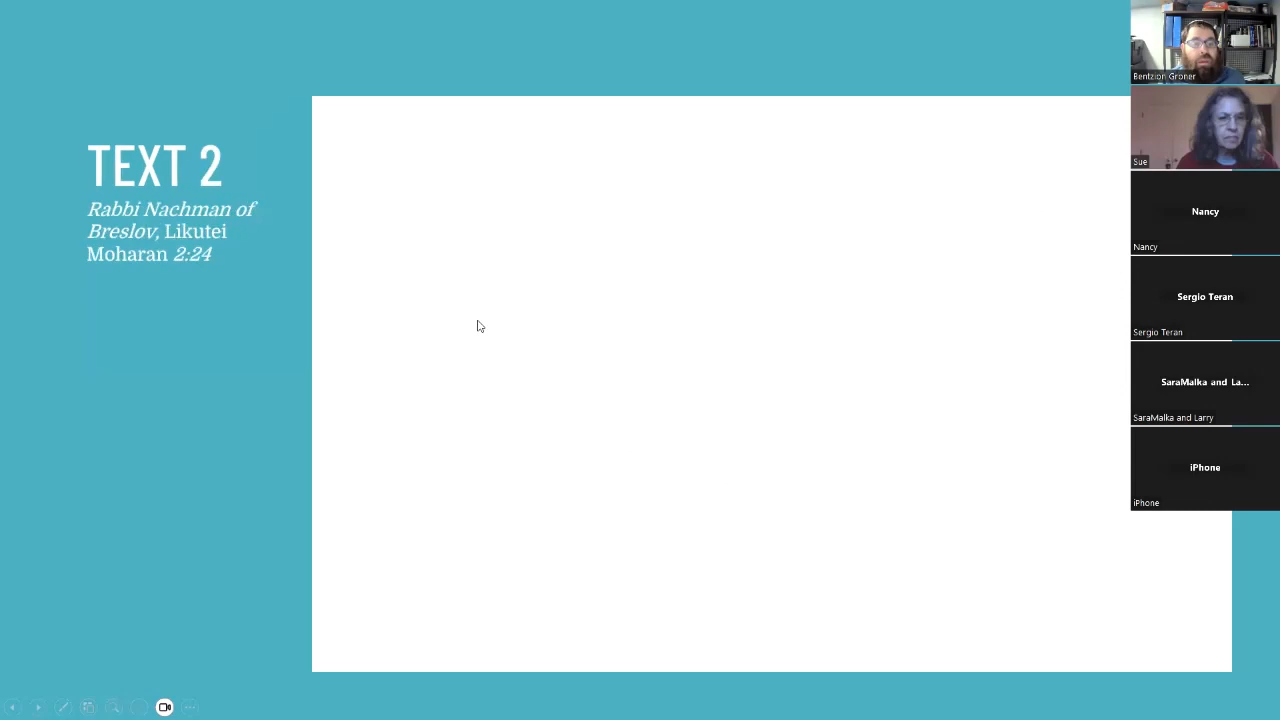 TEXT 2
Rabbi Nachman of
Breslov, Likutei
Moharan 2:24
Bentzion Groner
Sue
Nancy
Nancy
Sergio Teran
Sergio Teran
SaraMalka and La...
SaraMalka and Larry
iPhone
iPhone